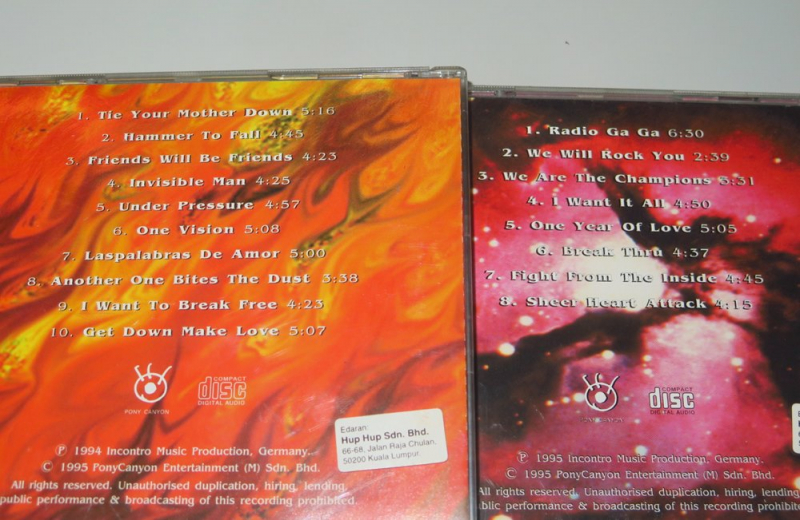 1. Tie Your Mother Down 5:16
2. Hammer To Fall 4:45
3. Friends Will Be Friends 4:23
4. Invisible Man 4:25
5. Under Pressure 4:57
6. One Vision 5:08
7. Laspalabras De Amor 5:00
8. Another One Bites The Dust 3:38
9. I Want To Break Free 4:23
10. Get Down Make Love 5:07
PONY CANYON
COMPACT
disc
DIGITAL AUDIO
Edaran:
Hup Hup Sdn. Bhd.
66-68, Jalan Raja Chulan,
50200 Kuala Lumpur.
℗ 1994 Incontro Music Production, Germany.
© 1995 PonyCanyon Entertainment (M) Sdn. Bhd.
All rights reserved. Unauthorised duplication, hiring, lending,
public performance & broadcasting of this recording prohibited.
1. Radio Ga Ga 6:30
2. We Will Rock You 2:39
3. We Are The Champions 3:31
4. I Want It All 4:50
5. One Year Of Love 5:05
6. Break Thru 4:37
7. Fight From The Inside 4:45
8. Sheer Heart Attack 4:15
COMPACT
disc
DIGITAL AUDIO
℗ 1995 Incontro Music Production, Germany.
© 1995 PonyCanyon Entertainment (M) Sdn. Bhd.
All rights reserved. Unauthorised duplication, hiring, lending
public performance & broadcasting of this recording